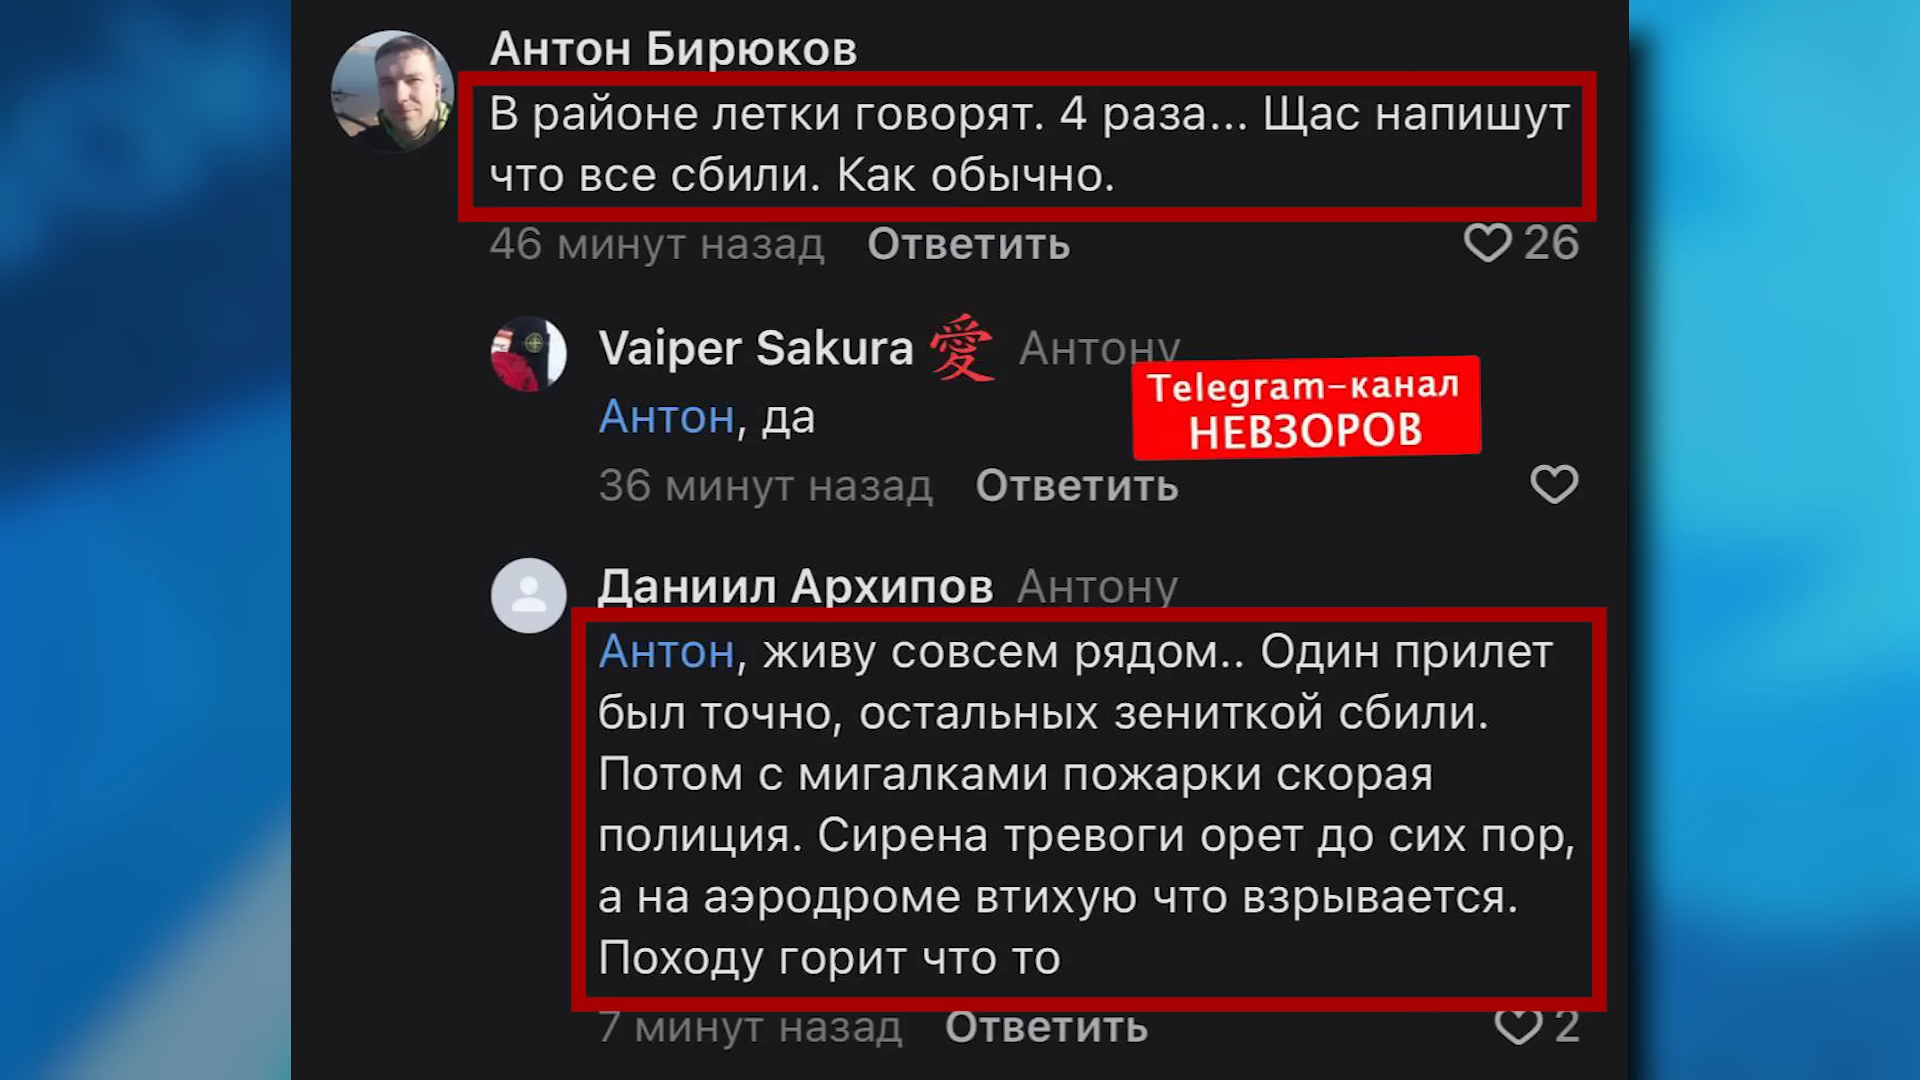 Антон Бирюков
В районе летки говорят. 4 раза... Щас напишут
что все сбили. Как обычно.
46 минут назад Ответить 26
Vaiper Sakura 愛 Антону
Антон, да
Telegram-канал
НЕВЗОРОВ
36 минут назад Ответить
Даниил Архипов Антону
Антон, живу совсем рядом.. Один прилет
был точно, остальных зениткой сбили.
Потом с мигалками пожарки скорая
полиция. Сирена тревоги орет до сих пор,
а на аэродроме втихую что взрывается.
Походу горит что то
7 минут назад Ответить 2